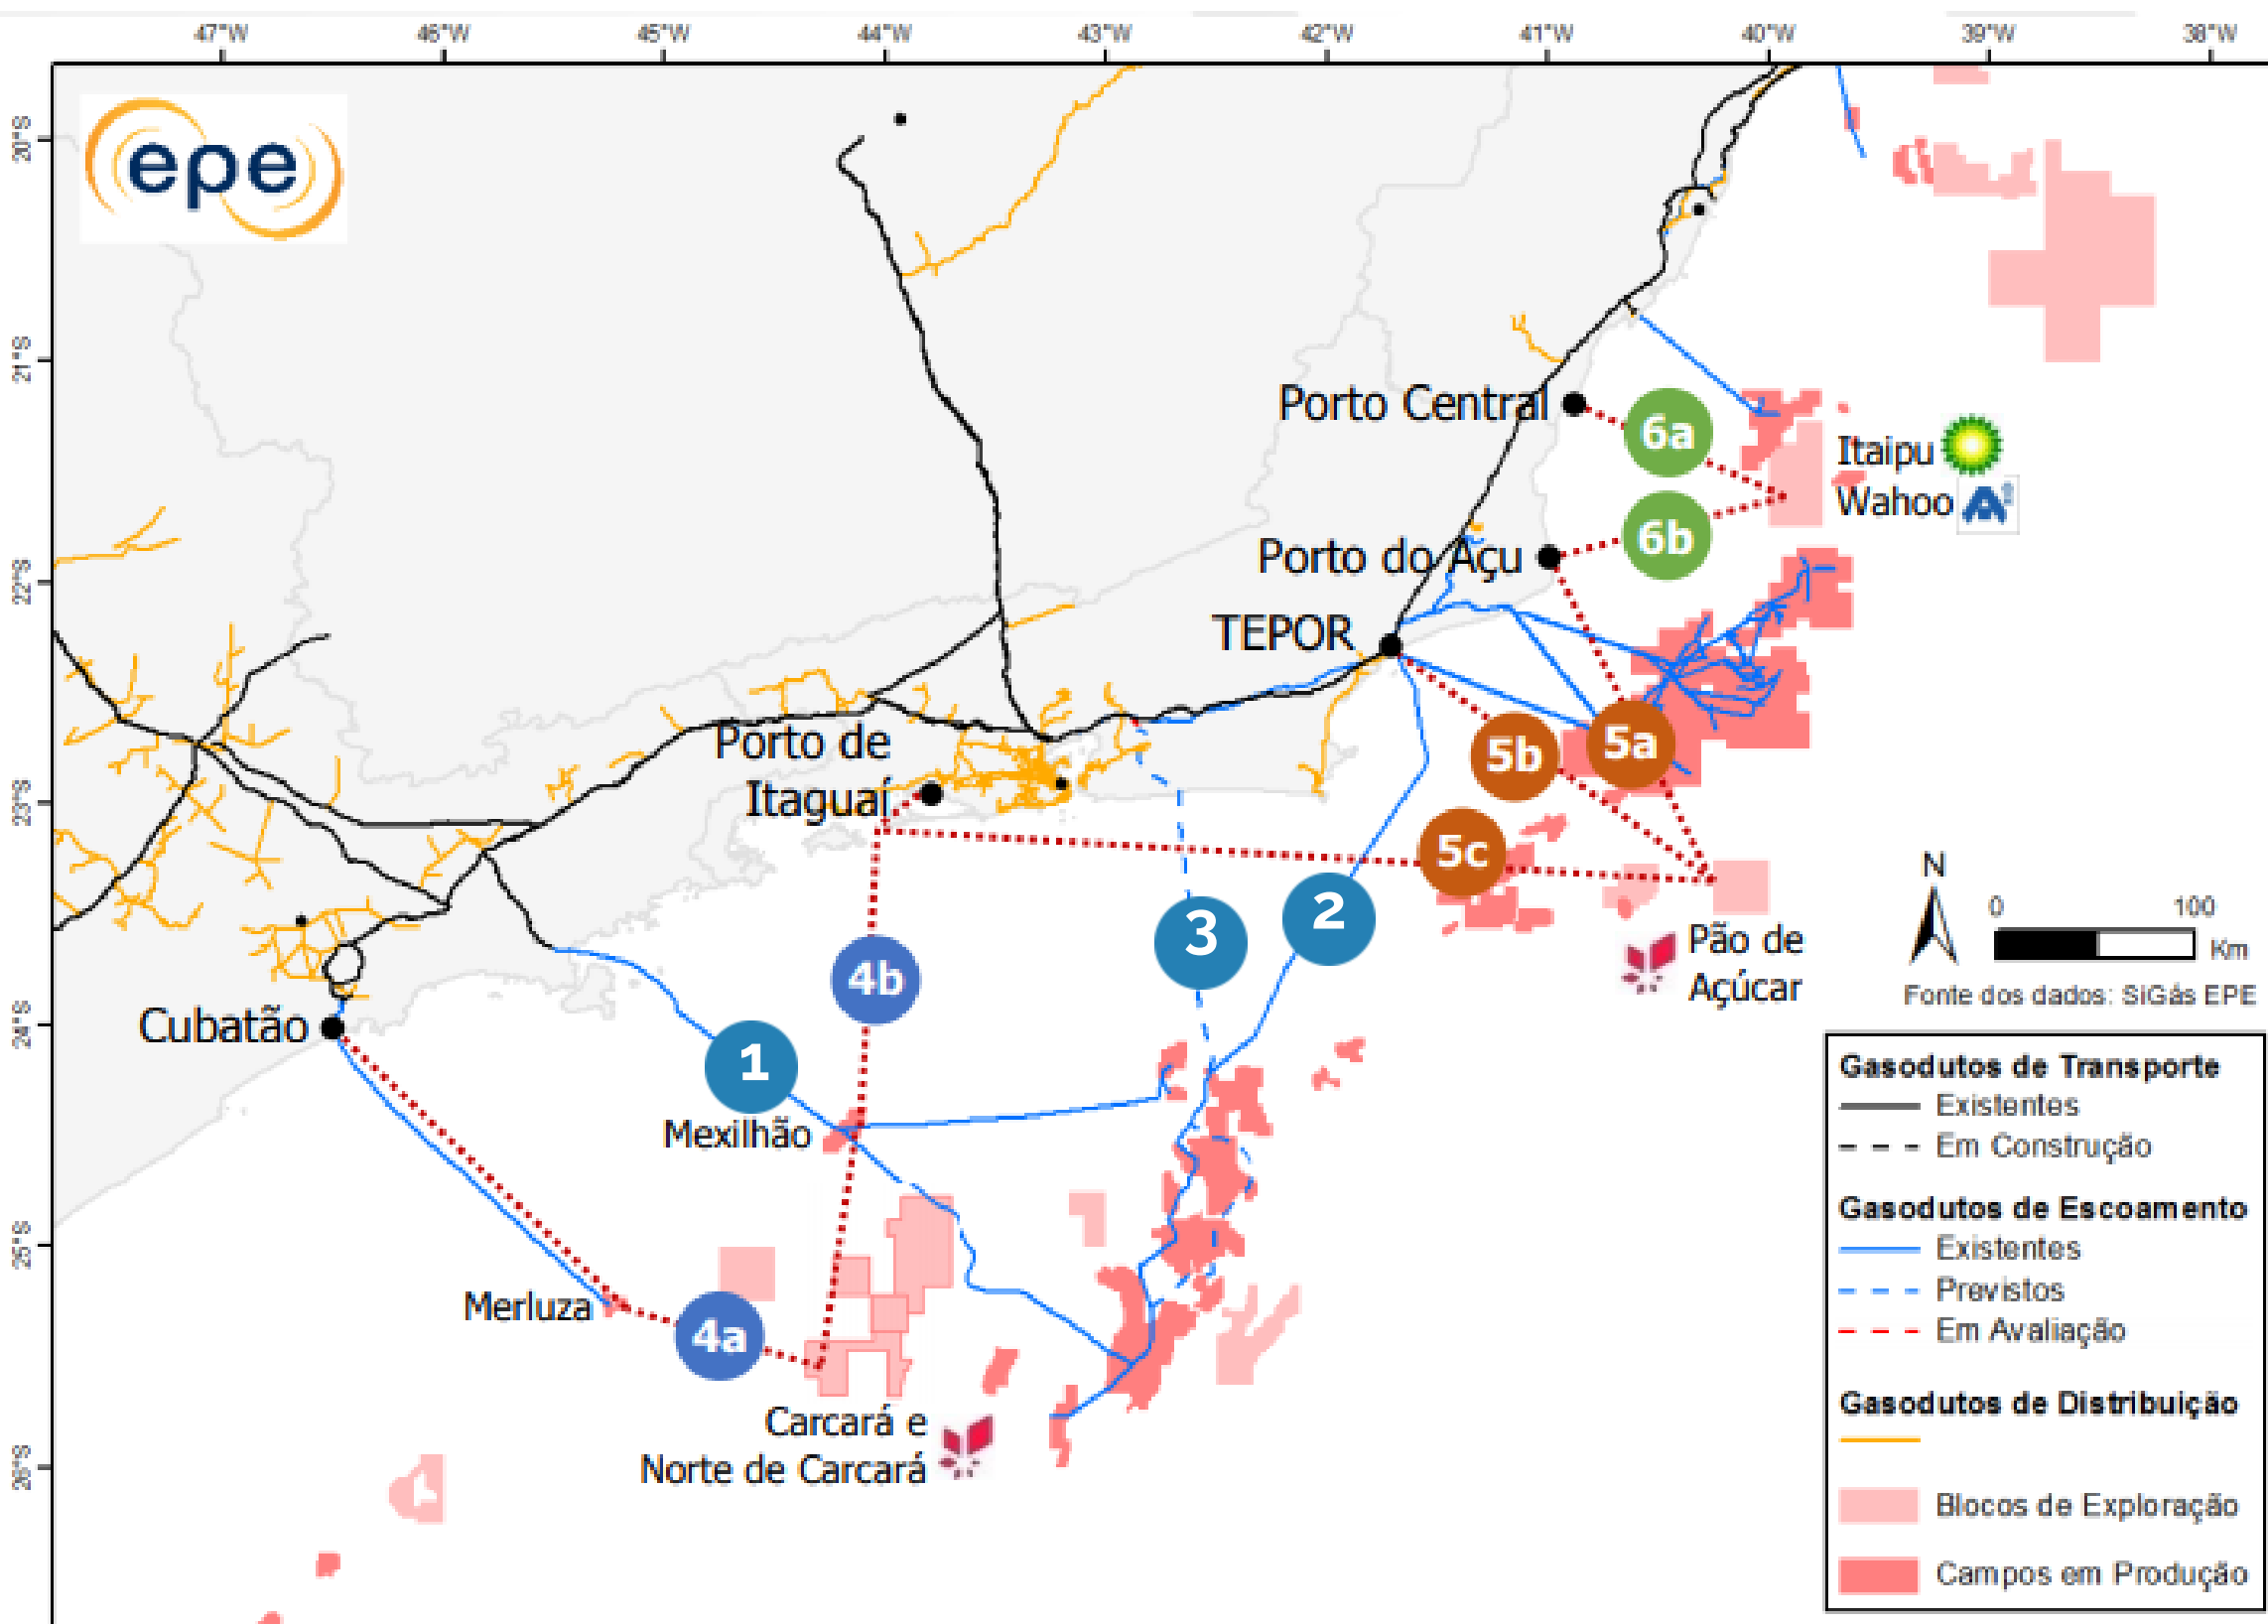 47°W 46°W 45°W 44°W 43°W 42°W 41°W 40°W 39°W 38°W
20°S
21°S
22°S
23°S
24°S
25°S
26°S
epe
Porto Central
6a
Itaipu
Wahoo
6b
Porto do Açu
TEPOR
Porto de
Itaguaí
5b
5a
5c
Pão de
Açúcar
N
0 100
Km
Fonte dos dados: SiGás EPE
3
2
4b
Cubatão
1
Mexilhão
Merluza
4a
Carcará e
Norte de Carcará
Gasodutos de Transporte
Existentes
Em Construção
Gasodutos de Escoamento
Existentes
Previstos
Em Avaliação
Gasodutos de Distribuição
Blocos de Exploração
Campos em Produção